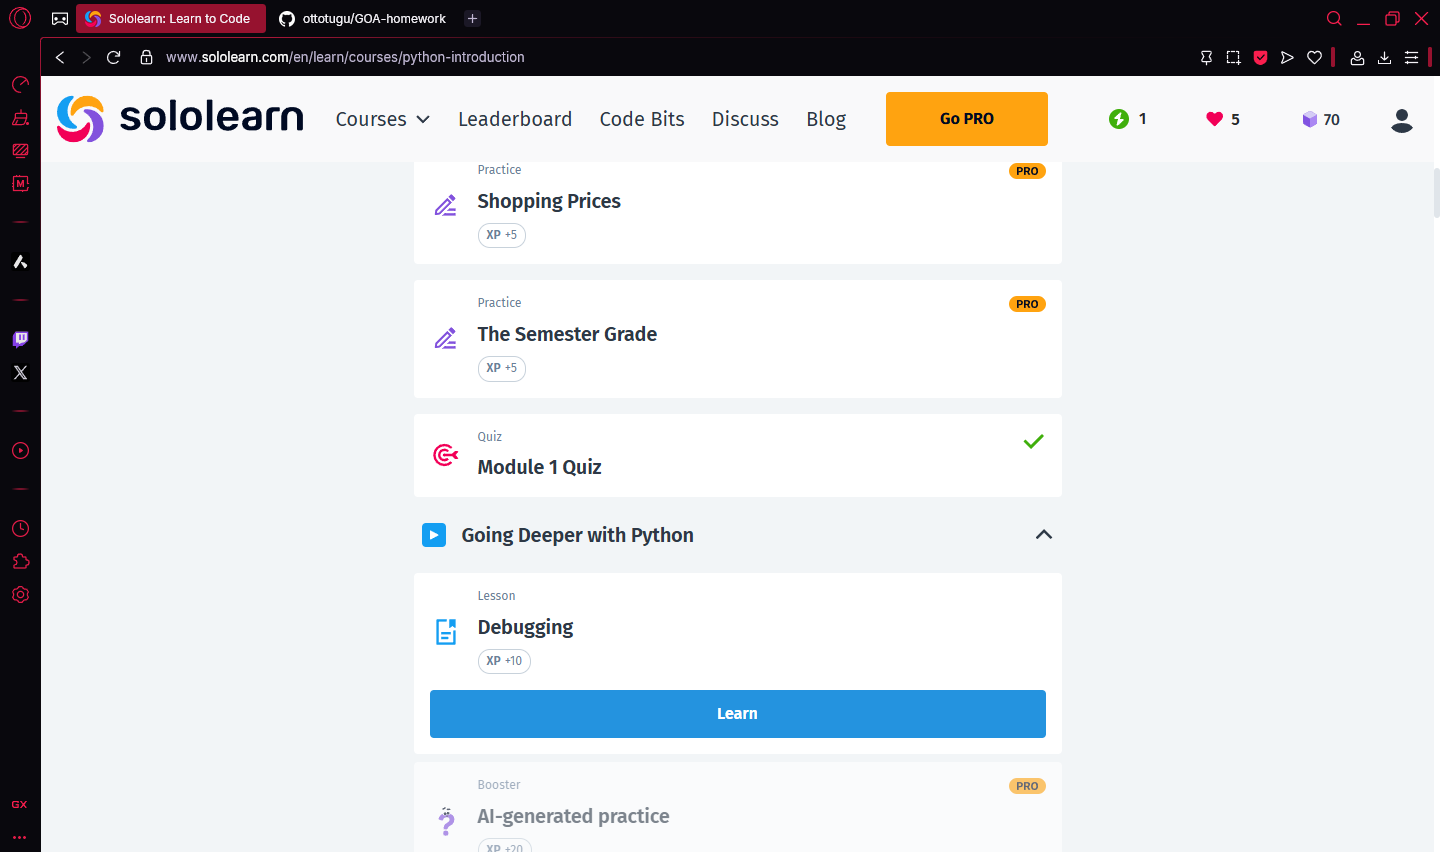 Sololearn: Learn to Code
ottotugu/GOA-homework
www.sololearn.com/en/learn/courses/python-introduction
sololearn
Courses
Leaderboard
Code Bits
Discuss
Blog
Go PRO
1
5
70
M
Practice
PRO
Shopping Prices
XP +5
Practice
PRO
The Semester Grade
XP +5
Quiz
Module 1 Quiz
Going Deeper with Python
Lesson
Debugging
XP +10
Learn
Booster
PRO
AI-generated practice
XP +20
GX